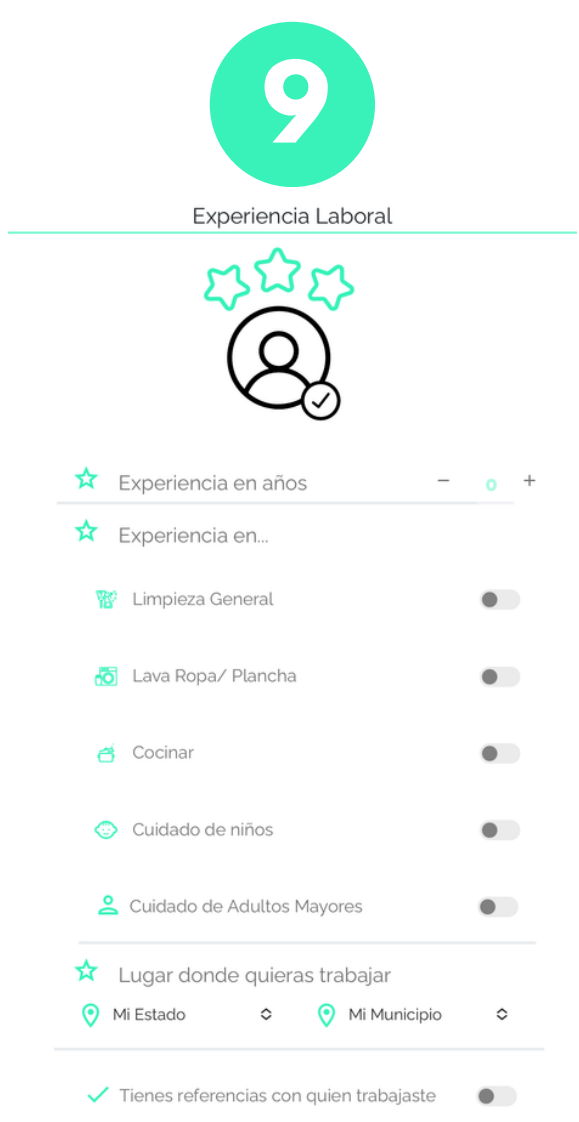 9
Experiencia Laboral
Experiencia en años − 0 +
Experiencia en...
Limpieza General
Lava Ropa/ Plancha
Cocinar
Cuidado de niños
Cuidado de Adultos Mayores
Lugar donde quieras trabajar
Mi Estado Mi Municipio
Tienes referencias con quien trabajaste